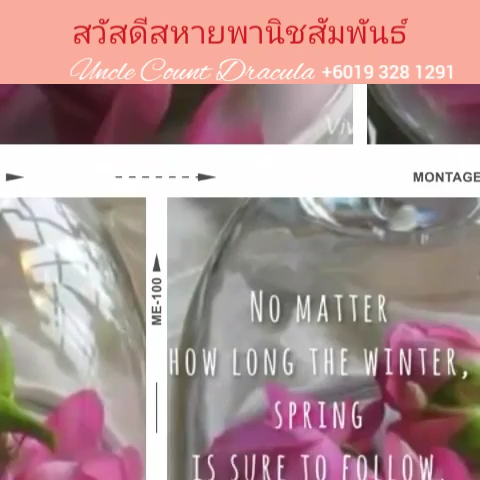 สวัสดีสหายพานิชสัมพันธ์
Uncle Count Dracula +6019 328 1291
MONTAGE
ME-100
NO MATTER
HOW LONG THE WINTER,
SPRING
IS SURE TO FOLLOW.